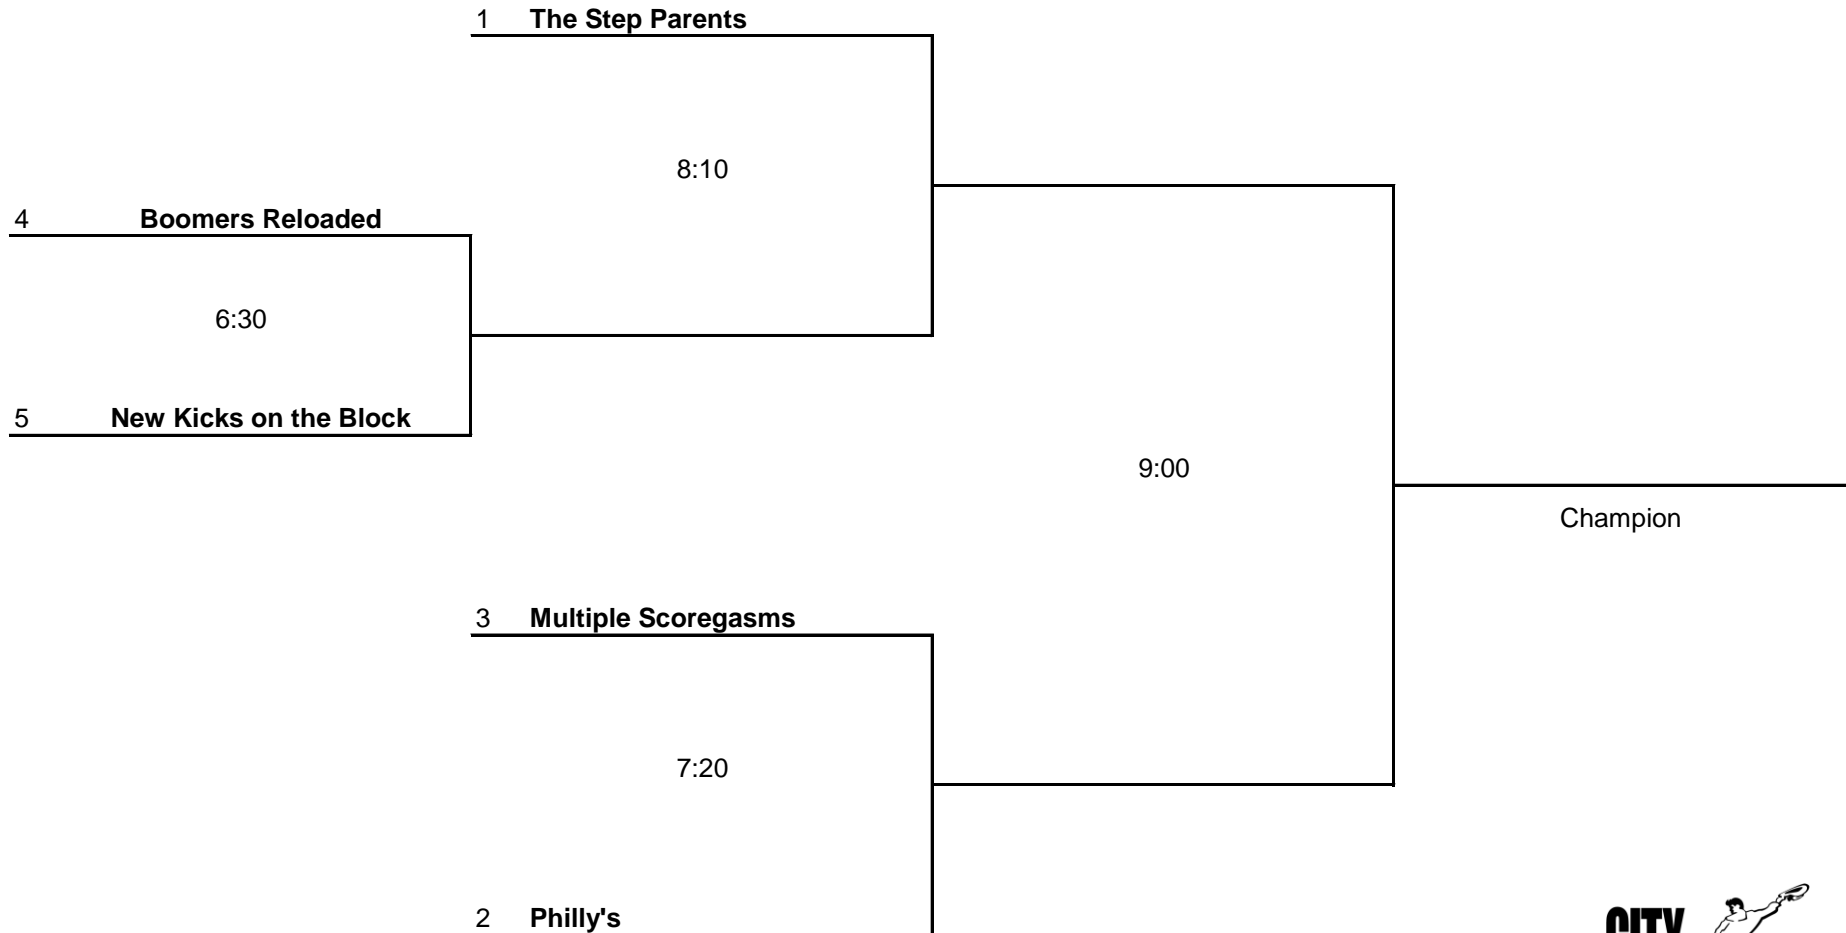 1 The Step Parents
8:10
4 Boomers Reloaded
6:30
5 New Kicks on the Block
9:00
Champion
3 Multiple Scoregasms
7:20
2 Philly's
CITY